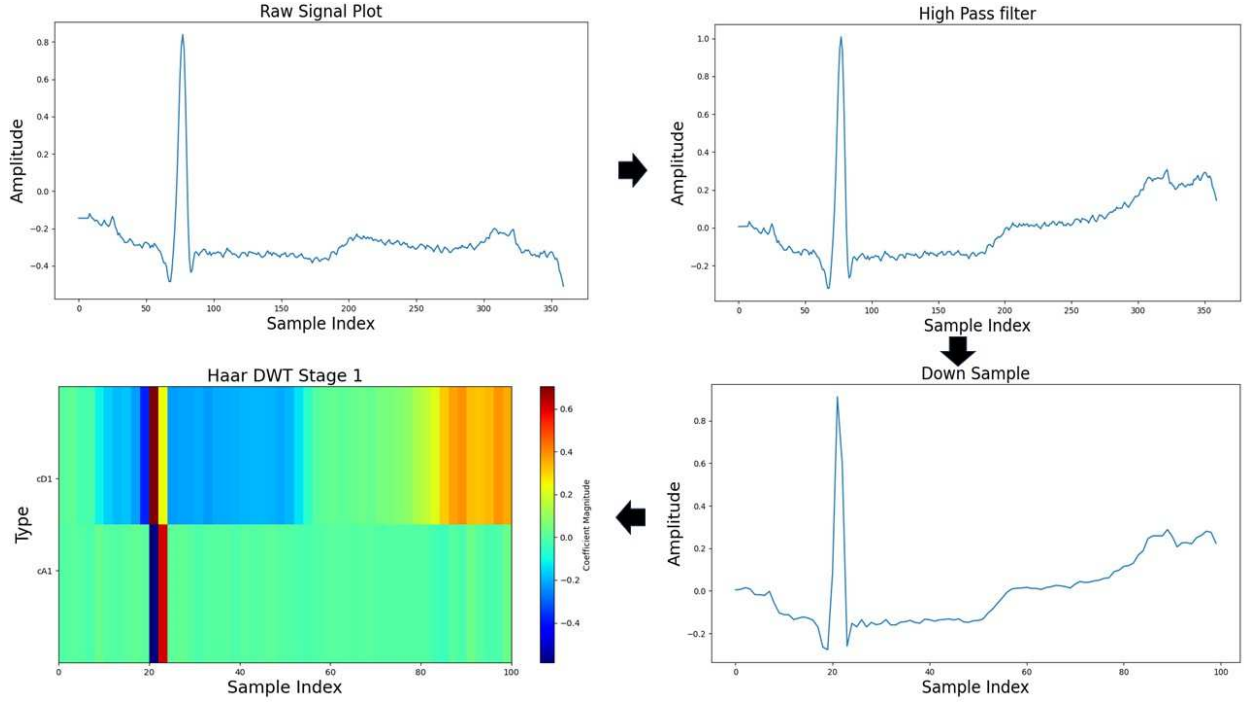 Raw Signal Plot
0.8
0.6
0.4
0.2
0.0
−0.2
−0.4
Amplitude
0 50 100 150 200 250 300 350
Sample Index
High Pass filter
1.0
0.8
0.6
0.4
0.2
0.0
−0.2
Amplitude
0 50 100 150 200 250 300 350
Sample Index
Haar DWT Stage 1
cD1
cA1
Type
0 20 40 60 80 100
Sample Index
0.6
0.4
0.2
0.0
−0.2
−0.4
Coefficient Magnitude
Down Sample
0.8
0.6
0.4
0.2
0.0
−0.2
Amplitude
0 20 40 60 80 100
Sample Index